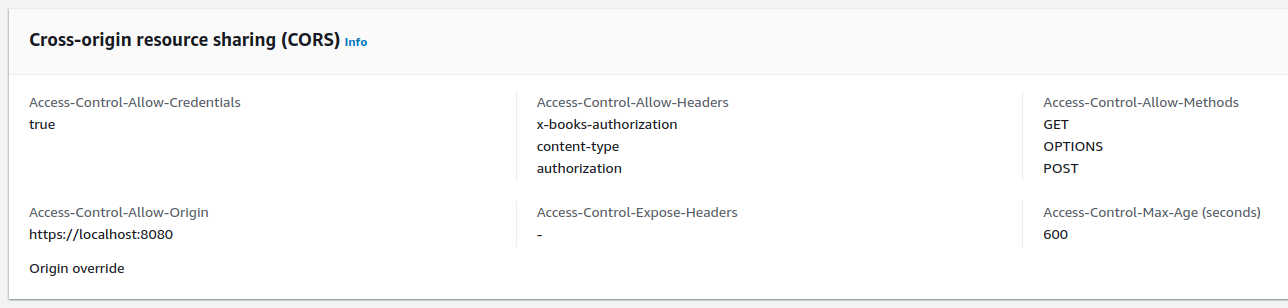 Cross-origin resource sharing (CORS) Info
Access-Control-Allow-Credentials
true
Access-Control-Allow-Headers
x-books-authorization
content-type
authorization
Access-Control-Allow-Methods
GET
OPTIONS
POST
Access-Control-Allow-Origin
https://localhost:8080
Origin override
Access-Control-Expose-Headers
-
Access-Control-Max-Age (seconds)
600